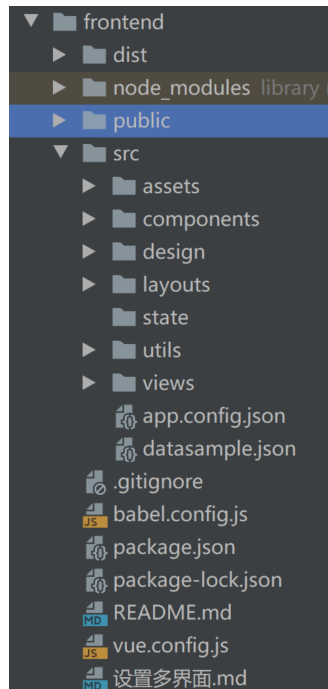 frontend
dist
node_modules library
public
src
assets
components
design
layouts
state
utils
views
app.config.json
datasample.json
.gitignore
babel.config.js
package.json
package-lock.json
README.md
vue.config.js
设置多界面.md